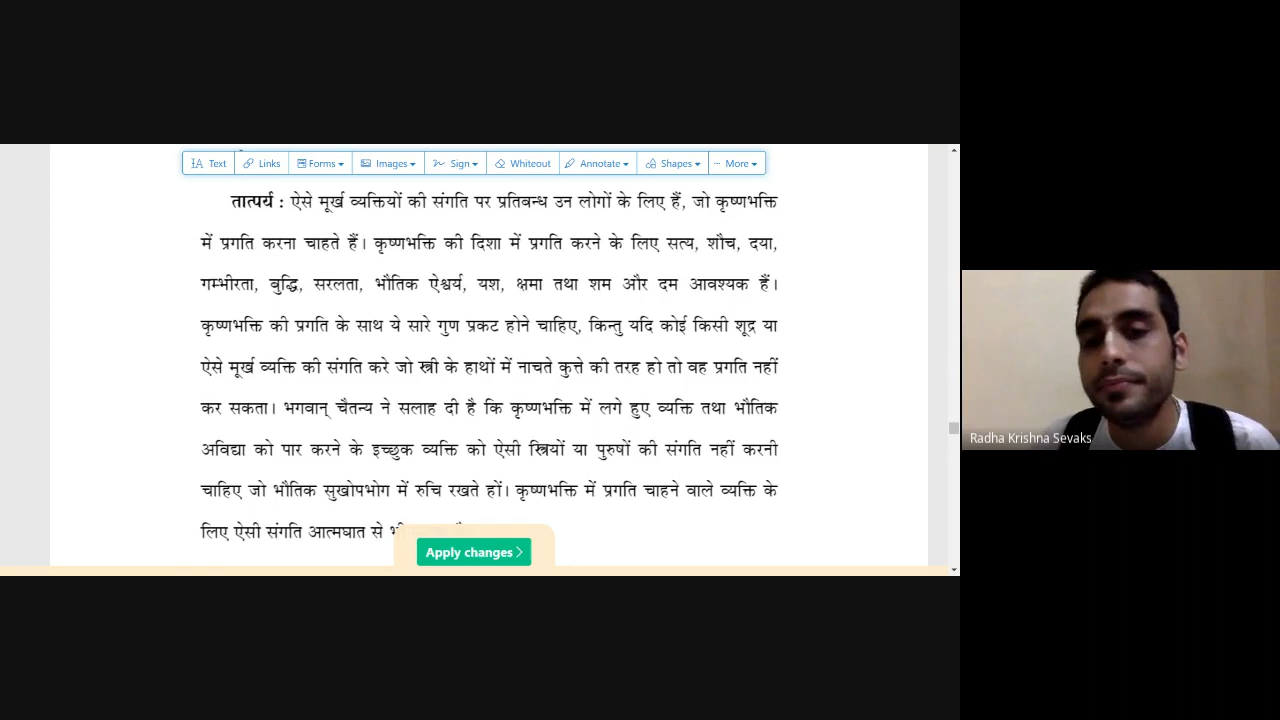 Text Links Forms Images Sign Whiteout Annotate Shapes More
तात्पर्य : ऐसे मूर्ख व्यक्तियों की संगति पर प्रतिबन्ध उन लोगों के लिए हैं, जो कृष्णभक्ति
में प्रगति करना चाहते हैं। कृष्णभक्ति की दिशा में प्रगति करने के लिए सत्य, शौच, दया,
गम्भीरता, बुद्धि, सरलता, भौतिक ऐश्वर्य, यश, क्षमा तथा शम और दम आवश्यक हैं।
कृष्णभक्ति की प्रगति के साथ ये सारे गुण प्रकट होने चाहिए, किन्तु यदि कोई किसी शूद्र या
ऐसे मूर्ख व्यक्ति की संगति करे जो स्त्री के हाथों में नाचते कुत्ते की तरह हो तो वह प्रगति नहीं
कर सकता। भगवान् चैतन्य ने सलाह दी है कि कृष्णभक्ति में लगे हुए व्यक्ति तथा भौतिक
अविद्या को पार करने के इच्छुक व्यक्ति को ऐसी स्त्रियों या पुरुषों की संगति नहीं करनी
चाहिए जो भौतिक सुखोपभोग में रुचि रखते हों। कृष्णभक्ति में प्रगति चाहने वाले व्यक्ति के
लिए ऐसी संगति आत्मघात से
Apply changes
Radha Krishna Sevaks